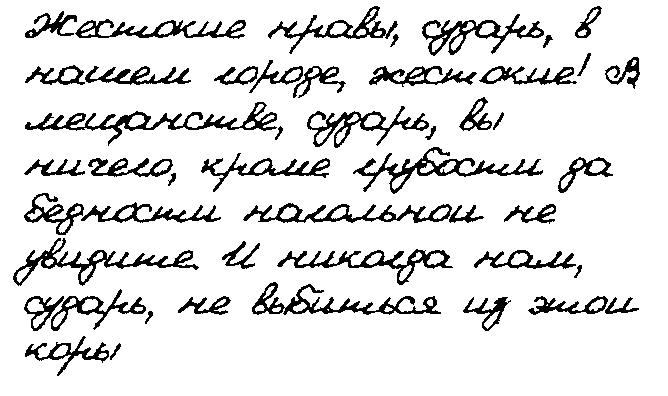 Жестокие нравы, сударь, в
нашем городе, жестокие! В
мещанстве, сударь, вы
ничего, кроме грубости да
бедности нагольной не
увидите. И никогда нам,
сударь, не выбиться из этой
коры